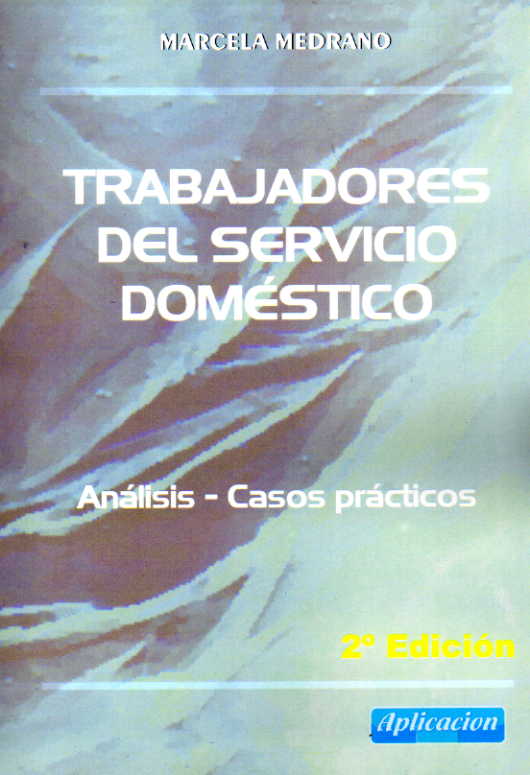 MARCELA MEDRANO
TRABAJADORES
DEL SERVICIO
DOMÉSTICO
Análisis - Casos prácticos
2º Edición
Aplicacion